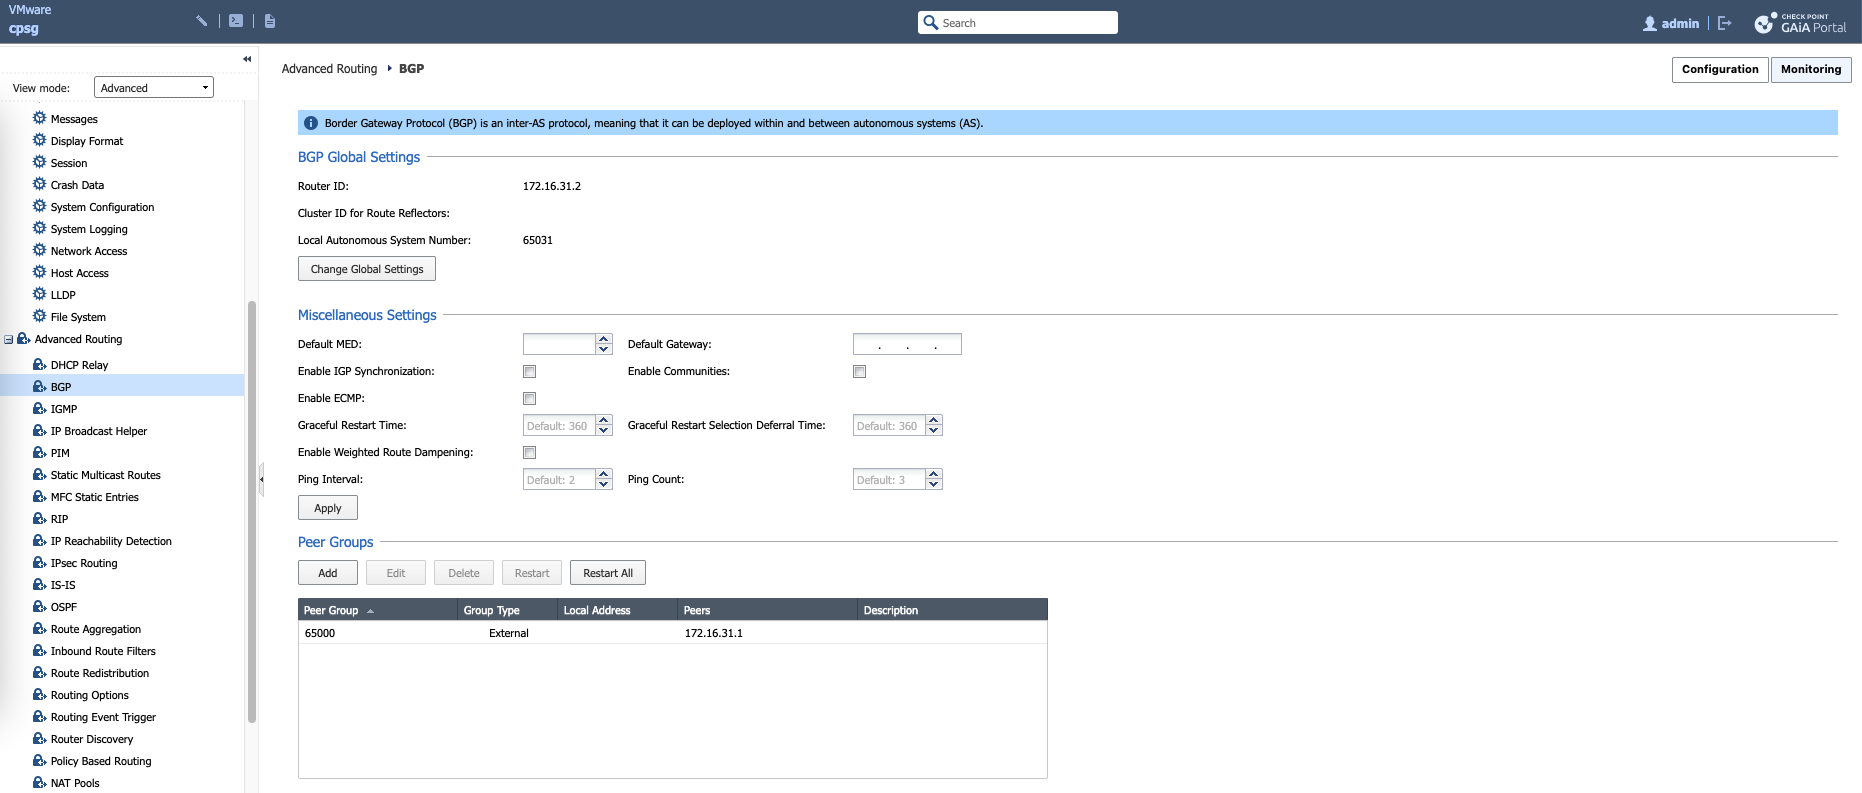 VMware
cpsg
Search
admin
CHECK POINT
GAiA Portal
View mode:
Advanced
Messages
Display Format
Session
Crash Data
System Configuration
System Logging
Network Access
Host Access
LLDP
File System
Advanced Routing
DHCP Relay
BGP
IGMP
IP Broadcast Helper
PIM
Static Multicast Routes
MFC Static Entries
RIP
IP Reachability Detection
IPsec Routing
IS-IS
OSPF
Route Aggregation
Inbound Route Filters
Route Redistribution
Routing Options
Routing Event Trigger
Router Discovery
Policy Based Routing
NAT Pools
Advanced Routing BGP
Configuration Monitoring
Border Gateway Protocol (BGP) is an inter-AS protocol, meaning that it can be deployed within and between autonomous systems (AS).
BGP Global Settings
Router ID: 172.16.31.2
Cluster ID for Route Reflectors:
Local Autonomous System Number: 65031
Change Global Settings
Miscellaneous Settings
Default MED: Default Gateway: . . .
Enable IGP Synchronization: Enable Communities:
Enable ECMP:
Graceful Restart Time: Default: 360 Graceful Restart Selection Deferral Time: Default: 360
Enable Weighted Route Dampening:
Ping Interval: Default: 2 Ping Count: Default: 3
Apply
Peer Groups
Add Edit Delete Restart Restart All
Peer Group Group Type Local Address Peers Description
65000 External 172.16.31.1